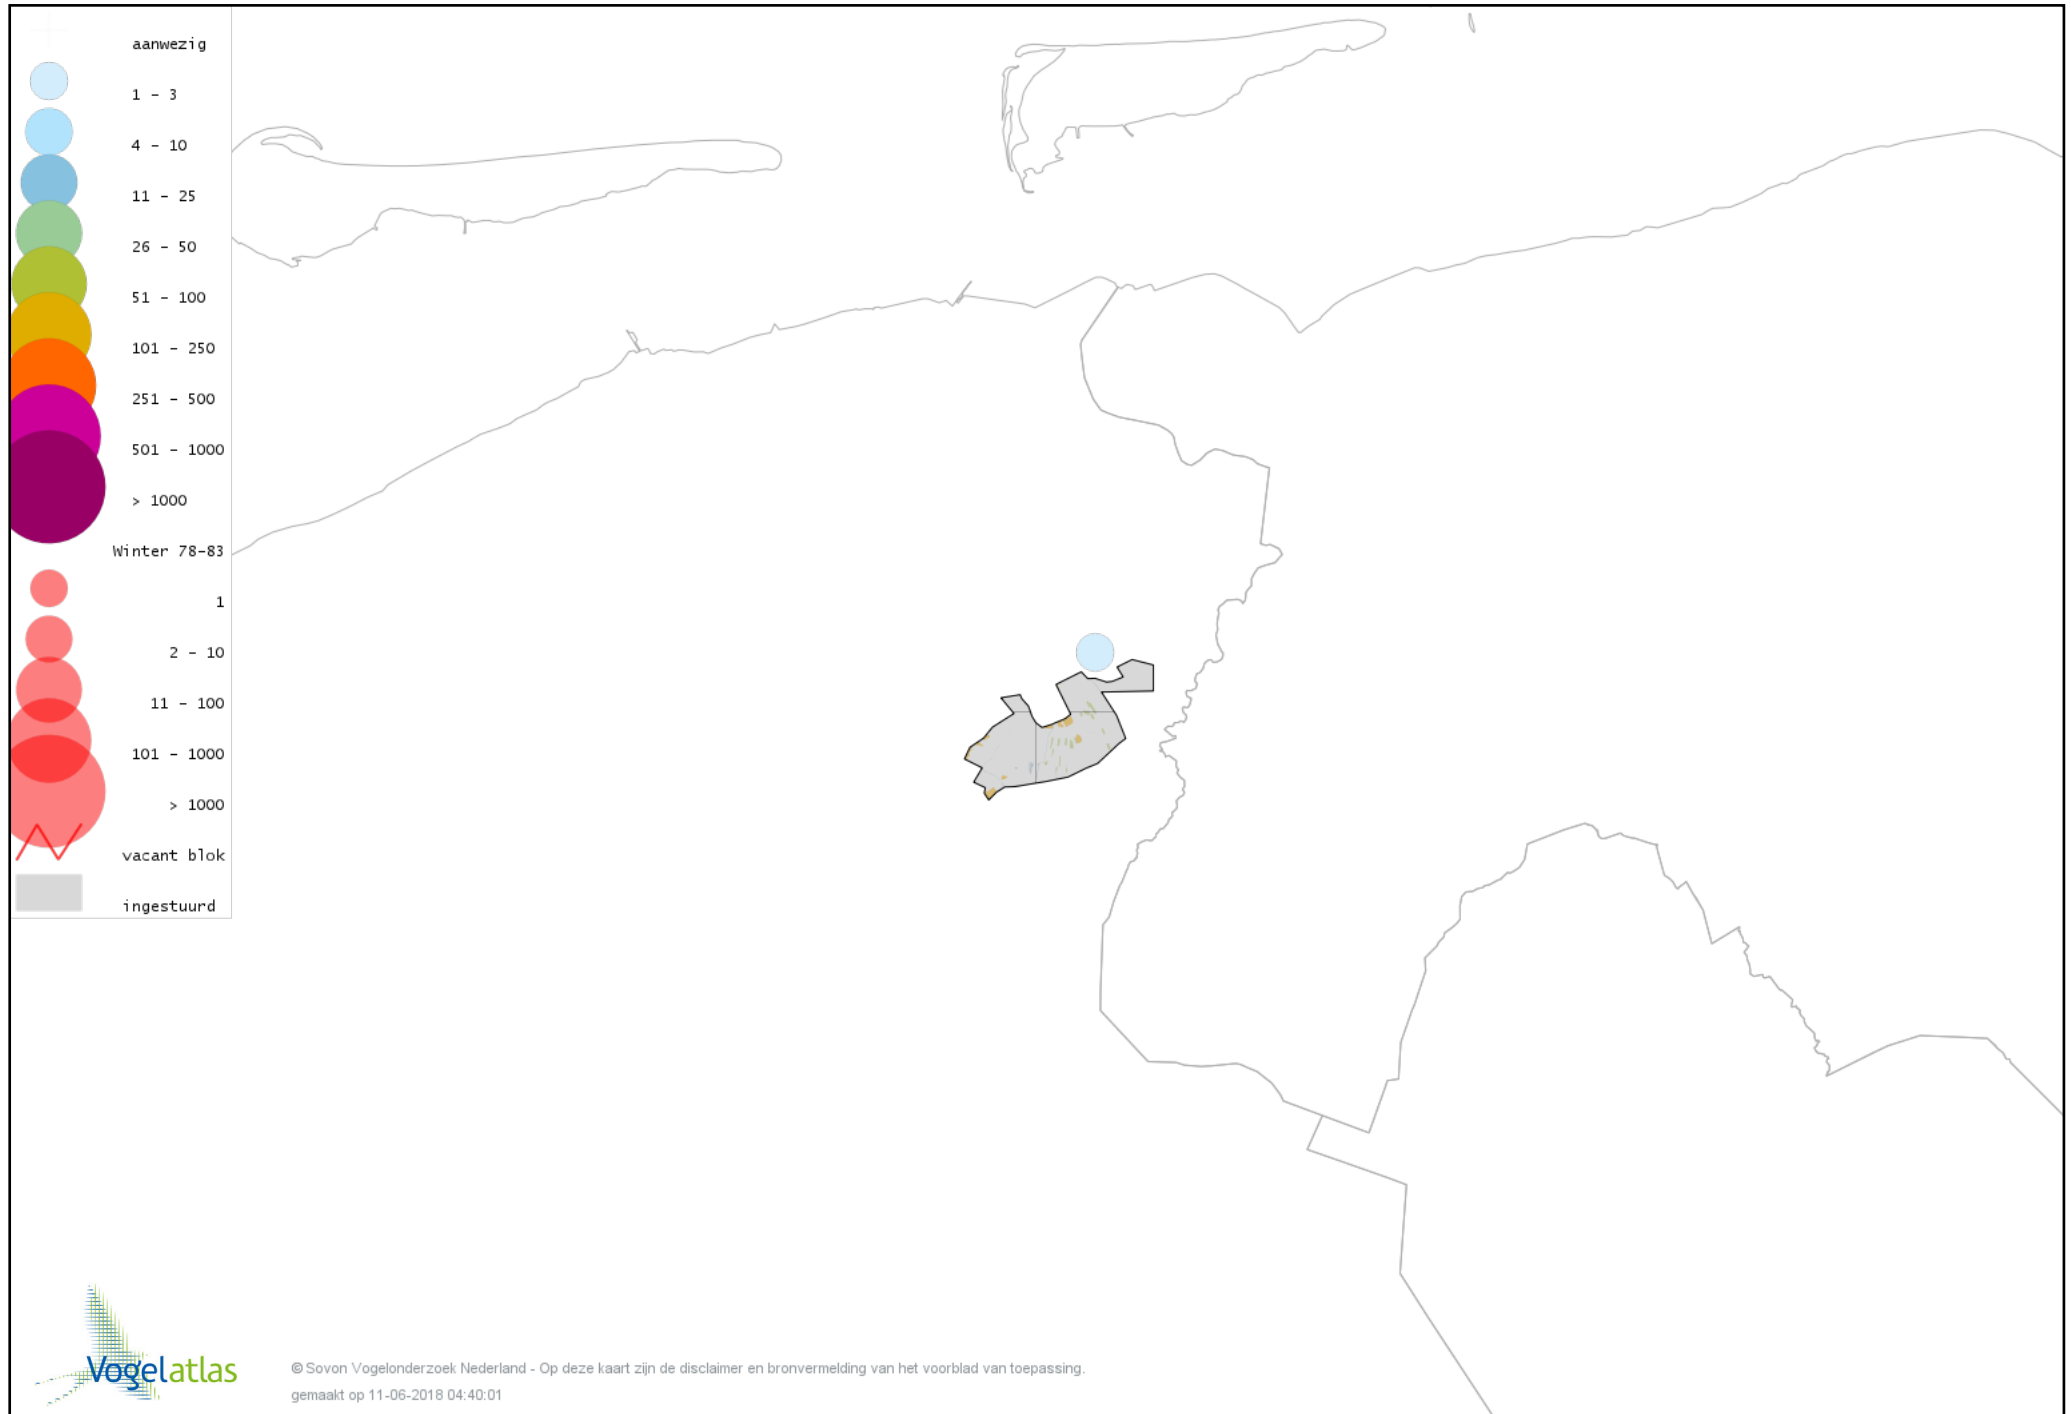 aanwezig
1 - 3
4 - 10
11 - 25
26 - 50
51 - 100
101 - 250
251 - 500
501 - 1000
> 1000
Winter 78-83
1
2 - 10
11 - 100
101 - 1000
> 1000
vacant blok
ingestuurd
Vogelatlas
© Sovon Vogelonderzoek Nederland - Op deze kaart zijn de disclaimer en bronvermelding van het voorblad van toepassing.
gemaakt op 11-06-2018 04:40:01